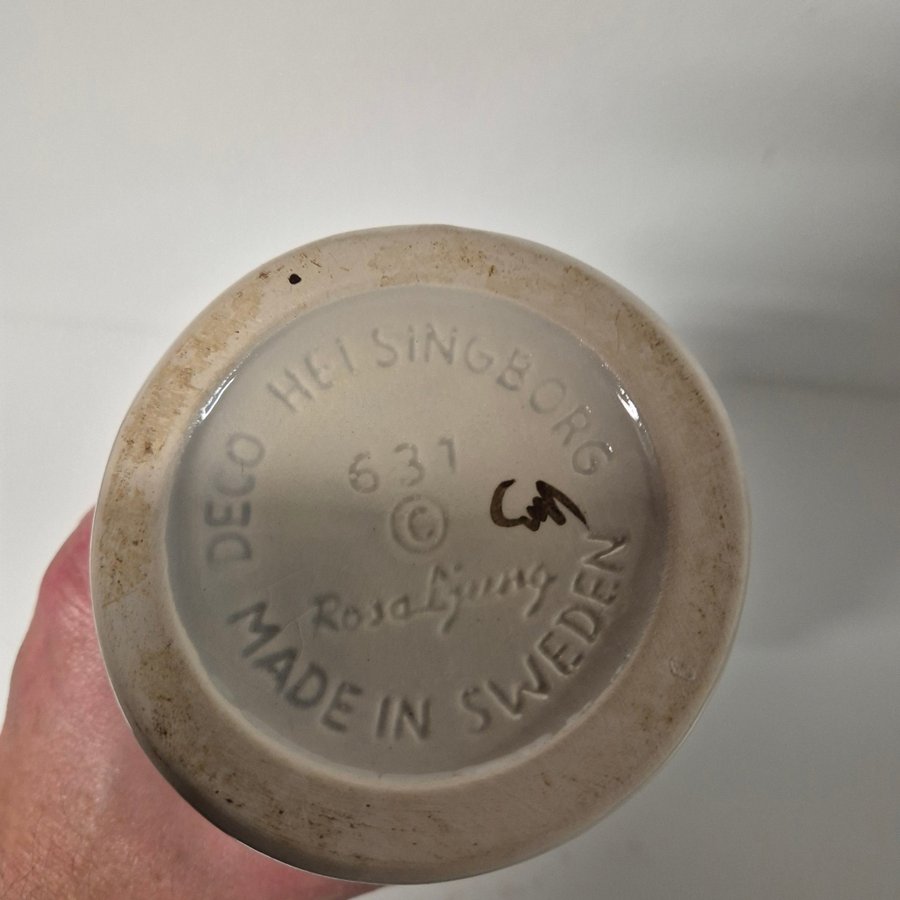 DECO HELSINGBORG
631
©
Rosa Ljung
MADE IN SWEDEN